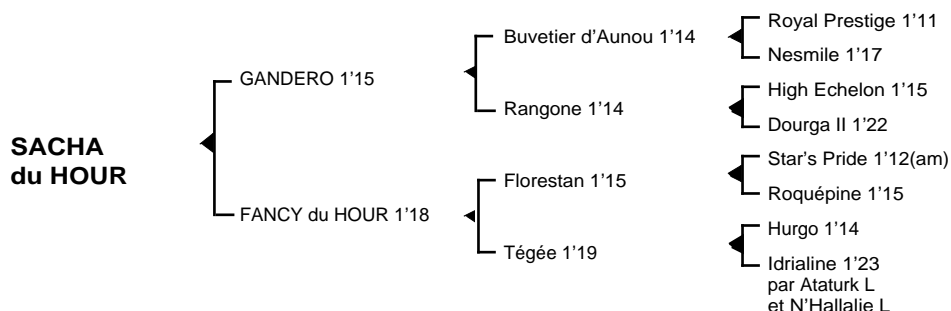 SACHA
du HOUR
GANDERO 1'15
FANCY du HOUR 1'18
Buvetier d'Aunou 1'14
Rangone 1'14
Florestan 1'15
Tégée 1'19
Royal Prestige 1'11
Nesmile 1'17
High Echelon 1'15
Dourga II 1'22
Star's Pride 1'12(am)
Roquépine 1'15
Hurgo 1'14
Idrialine 1'23
par Ataturk L
et N'Hallalie L